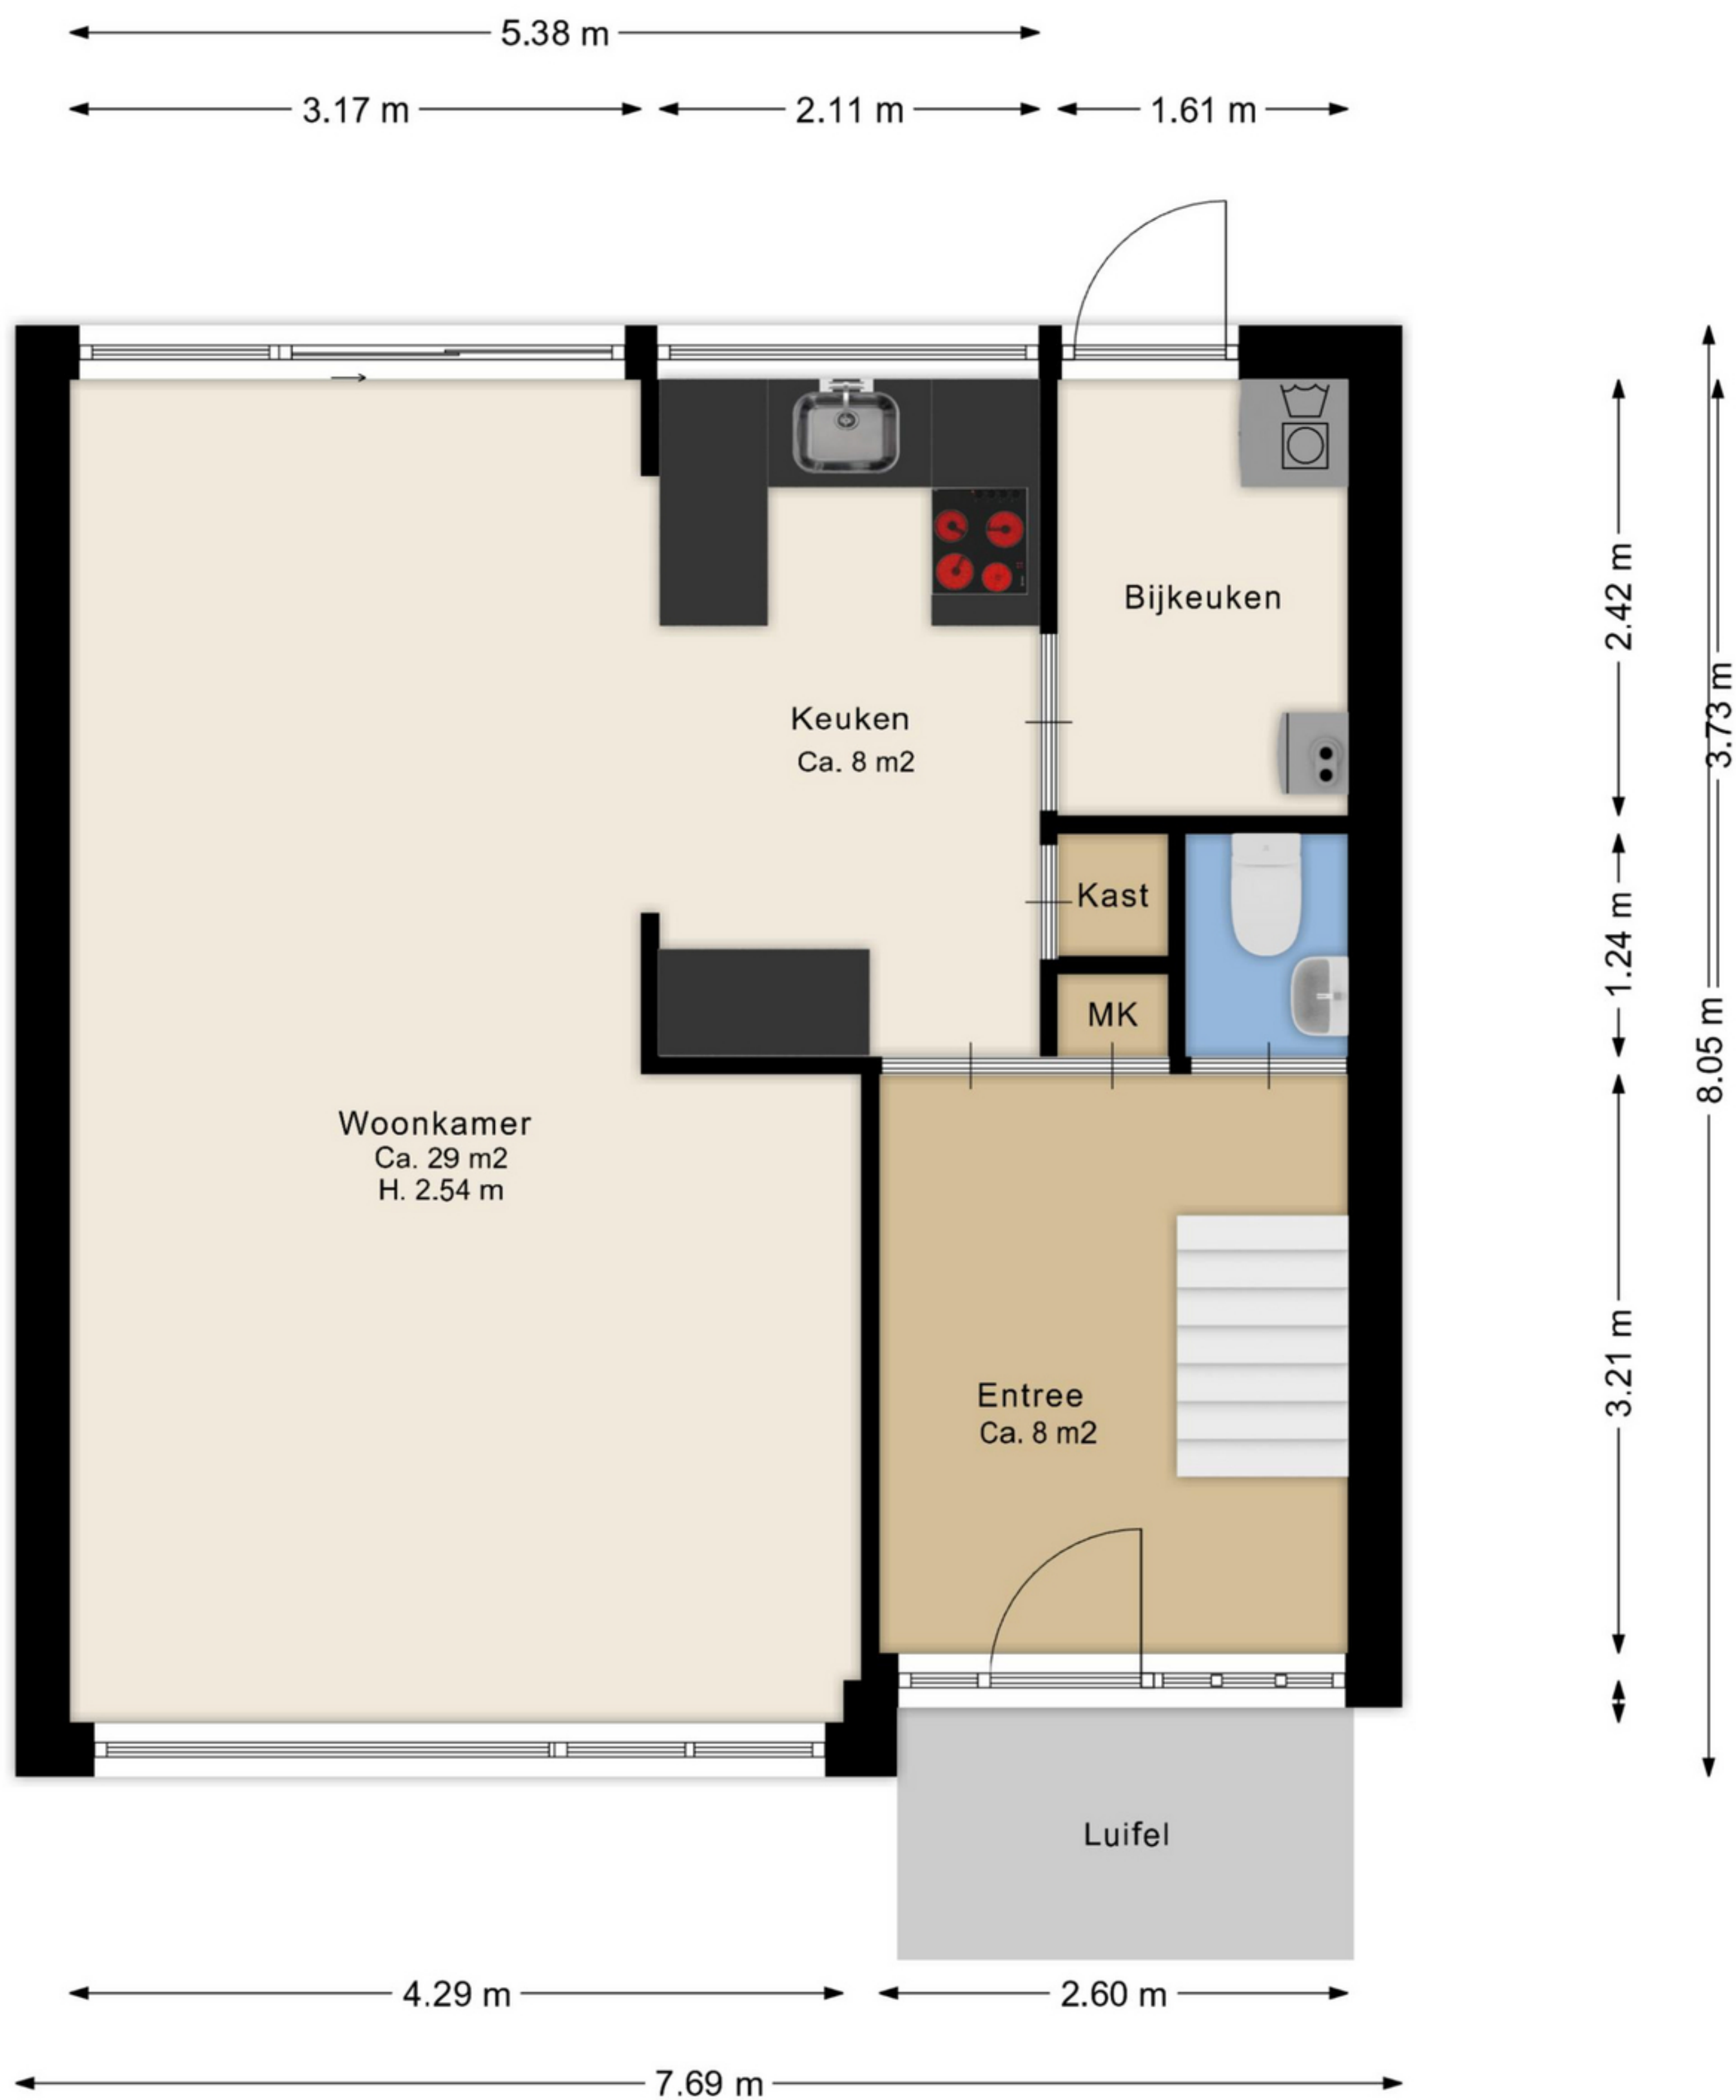 5.38 m
3.17 m
2.11 m
1.61 m
Bijkeuken
2.42 m
3.73 m
Keuken
Ca. 8 m2
Kast
1.24 m
MK
8.05 m
Woonkamer
Ca. 29 m2
H. 2.54 m
3.21 m
Entree
Ca. 8 m2
Luifel
4.29 m
2.60 m
7.69 m